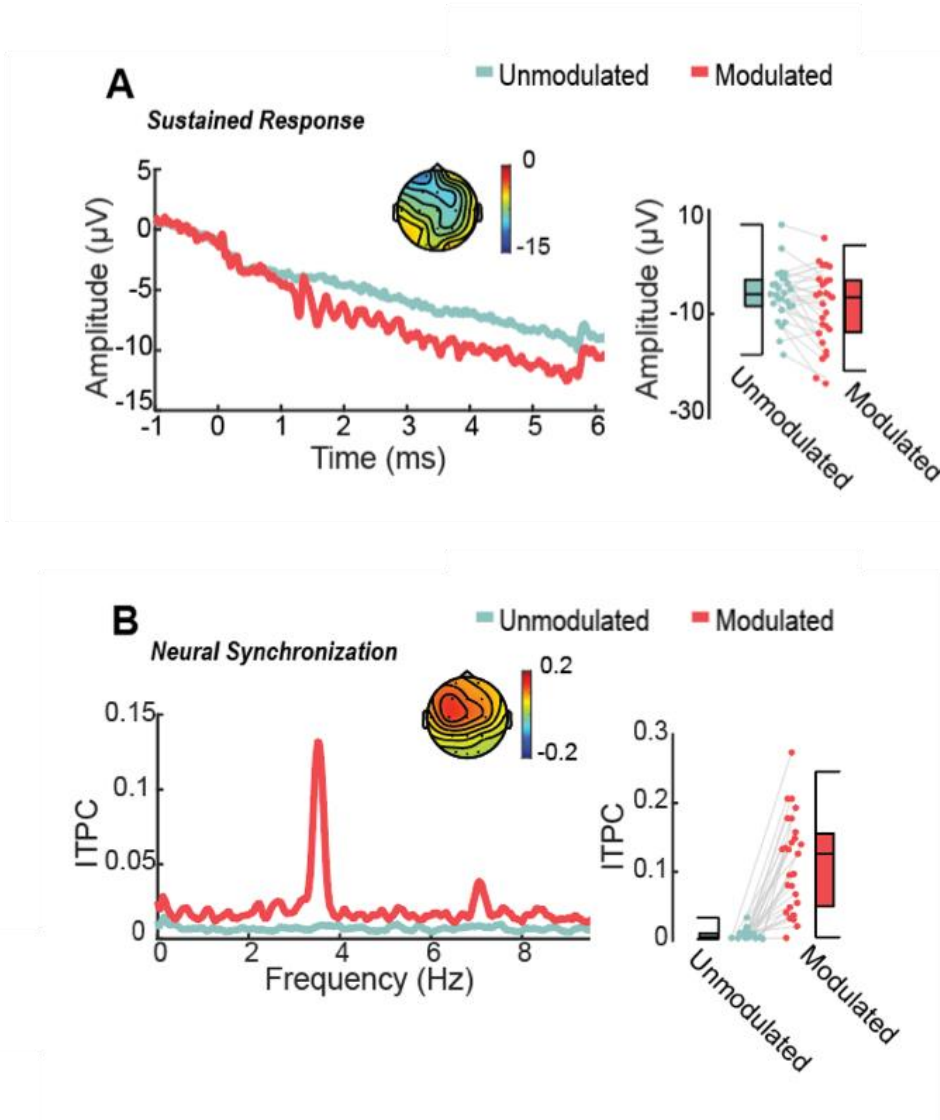 A
Unmodulated Modulated
Sustained Response
0
-15
5
0
-5
-10
-15
Amplitude (µV)
-1 0 1 2 3 4 5 6
Time (ms)
10
-10
-30
Amplitude (µV)
Unmodulated
Modulated
B
Unmodulated Modulated
Neural Synchronization
0.2
-0.2
0.15
0.1
0.05
0
ITPC
0 2 4 6 8
Frequency (Hz)
0.3
0.2
0.1
0
ITPC
Unmodulated
Modulated